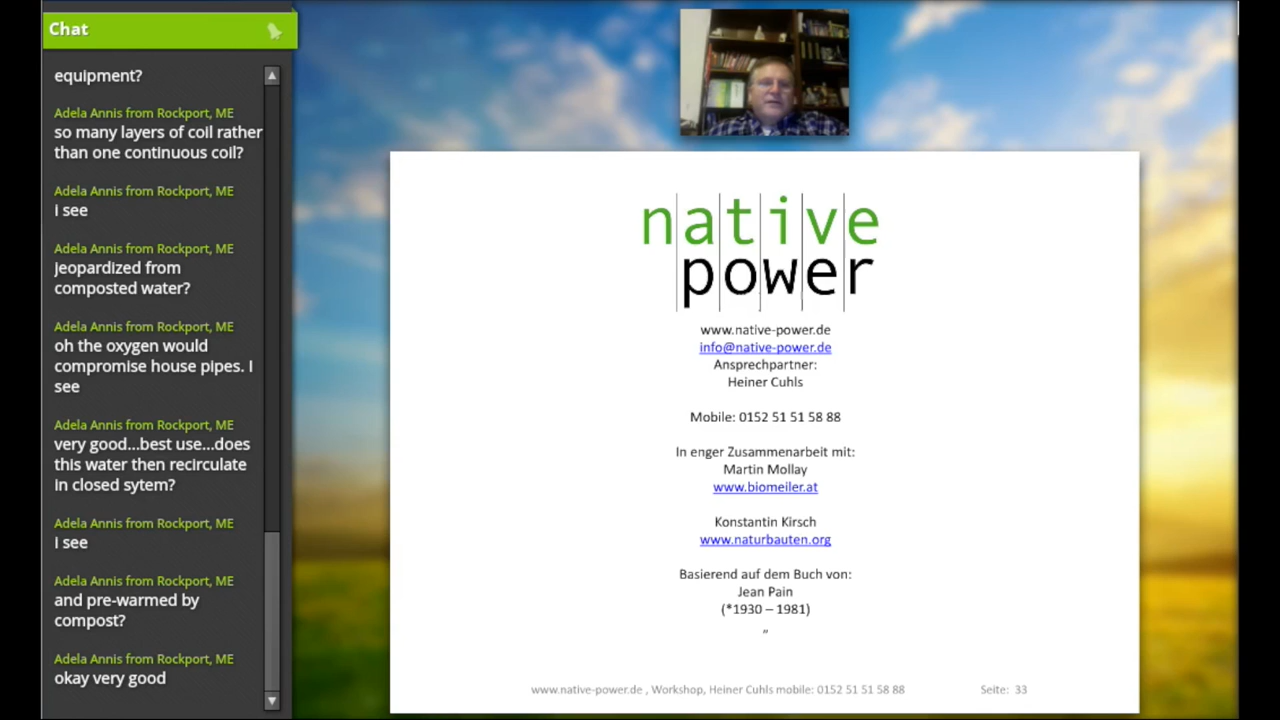 Chat
equipment?
Adela Annis from Rockport, ME
so many layers of coil rather
than one continuous coil?
Adela Annis from Rockport, ME
i see
Adela Annis from Rockport, ME
Jeopardized from
composted water?
Adela Annis from Rockport, ME
oh the oxygen would
compromise house pipes. I
see
Adela Annis from Rockport, ME
very good...best use...does
this water then recirculate
in closed sytem?
Adela Annis from Rockport, ME
I see
Adela Annis from Rockport, ME
and pre-warmed by
compost?
Adela Annis from Rockport, ME
okay very good
native
power
www.native-power.de
info@native-power.de
Ansprechpartner:
Heiner Cuhls
Mobile: 0152 51 51 58 88
In enger Zusammenarbeit mit:
Martin Mollay
www.biomeiler.at
Konstantin Kirsch
www.naturbauten.org
Basierend auf dem Buch von:
Jean Pain
(*1930 – 1981)
„
www.native-power.de , Workshop, Heiner Cuhls mobile: 0152 51 51 58 88 Seite: 33